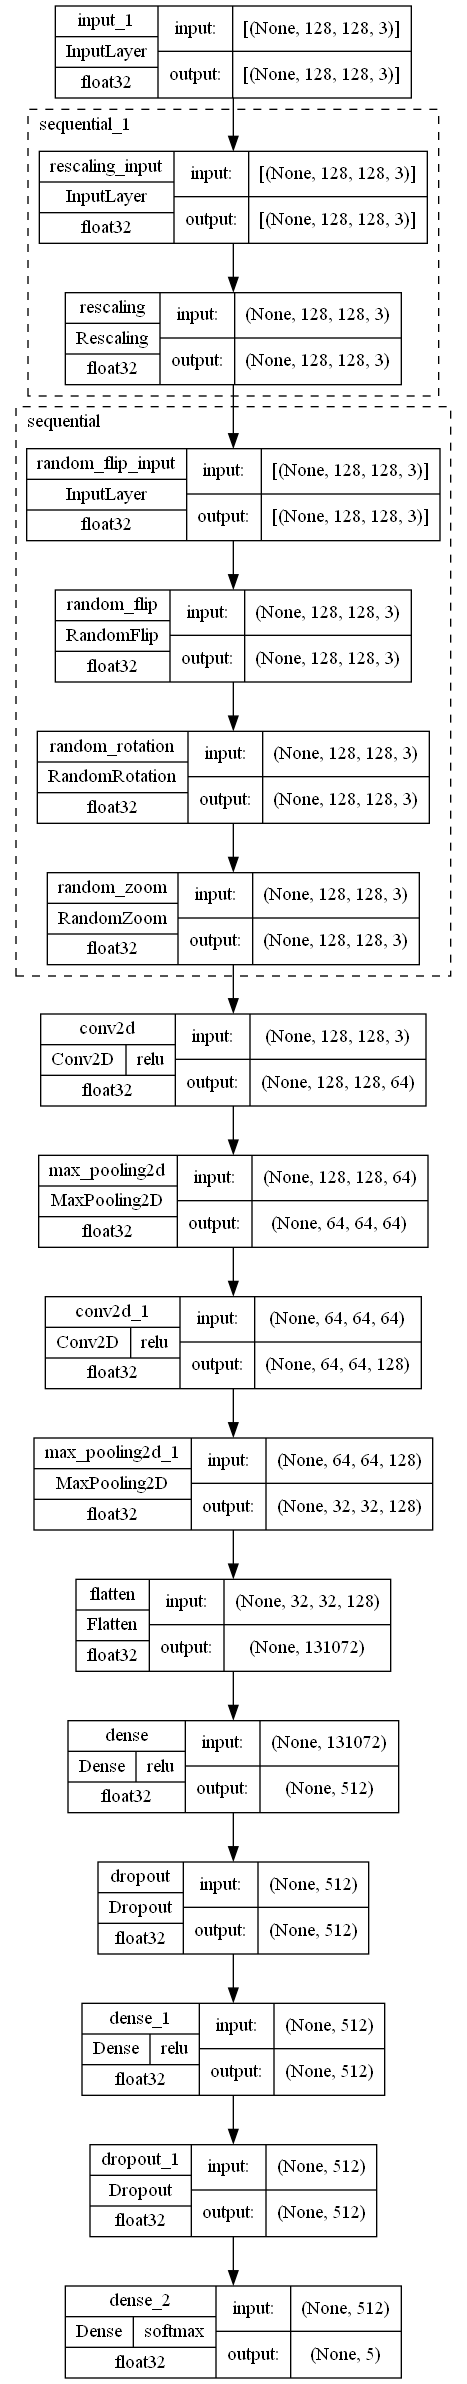 input_1 input: [(None, 128, 128, 3)]
InputLayer
float32 output: [(None, 128, 128, 3)]
sequential_1
rescaling_input input: [(None, 128, 128, 3)]
InputLayer
float32 output: [(None, 128, 128, 3)]
rescaling input: (None, 128, 128, 3)
Rescaling
float32 output: (None, 128, 128, 3)
sequential
random_flip_input input: [(None, 128, 128, 3)]
InputLayer
float32 output: [(None, 128, 128, 3)]
random_flip input: (None, 128, 128, 3)
RandomFlip
float32 output: (None, 128, 128, 3)
random_rotation input: (None, 128, 128, 3)
RandomRotation
float32 output: (None, 128, 128, 3)
random_zoom input: (None, 128, 128, 3)
RandomZoom
float32 output: (None, 128, 128, 3)
conv2d input: (None, 128, 128, 3)
Conv2D relu
float32 output: (None, 128, 128, 64)
max_pooling2d input: (None, 128, 128, 64)
MaxPooling2D
float32 output: (None, 64, 64, 64)
conv2d_1 input: (None, 64, 64, 64)
Conv2D relu
float32 output: (None, 64, 64, 128)
max_pooling2d_1 input: (None, 64, 64, 128)
MaxPooling2D
float32 output: (None, 32, 32, 128)
flatten input: (None, 32, 32, 128)
Flatten
float32 output: (None, 131072)
dense input: (None, 131072)
Dense relu
float32 output: (None, 512)
dropout input: (None, 512)
Dropout
float32 output: (None, 512)
dense_1 input: (None, 512)
Dense relu
float32 output: (None, 512)
dropout_1 input: (None, 512)
Dropout
float32 output: (None, 512)
dense_2 input: (None, 512)
Dense softmax
float32 output: (None, 5)